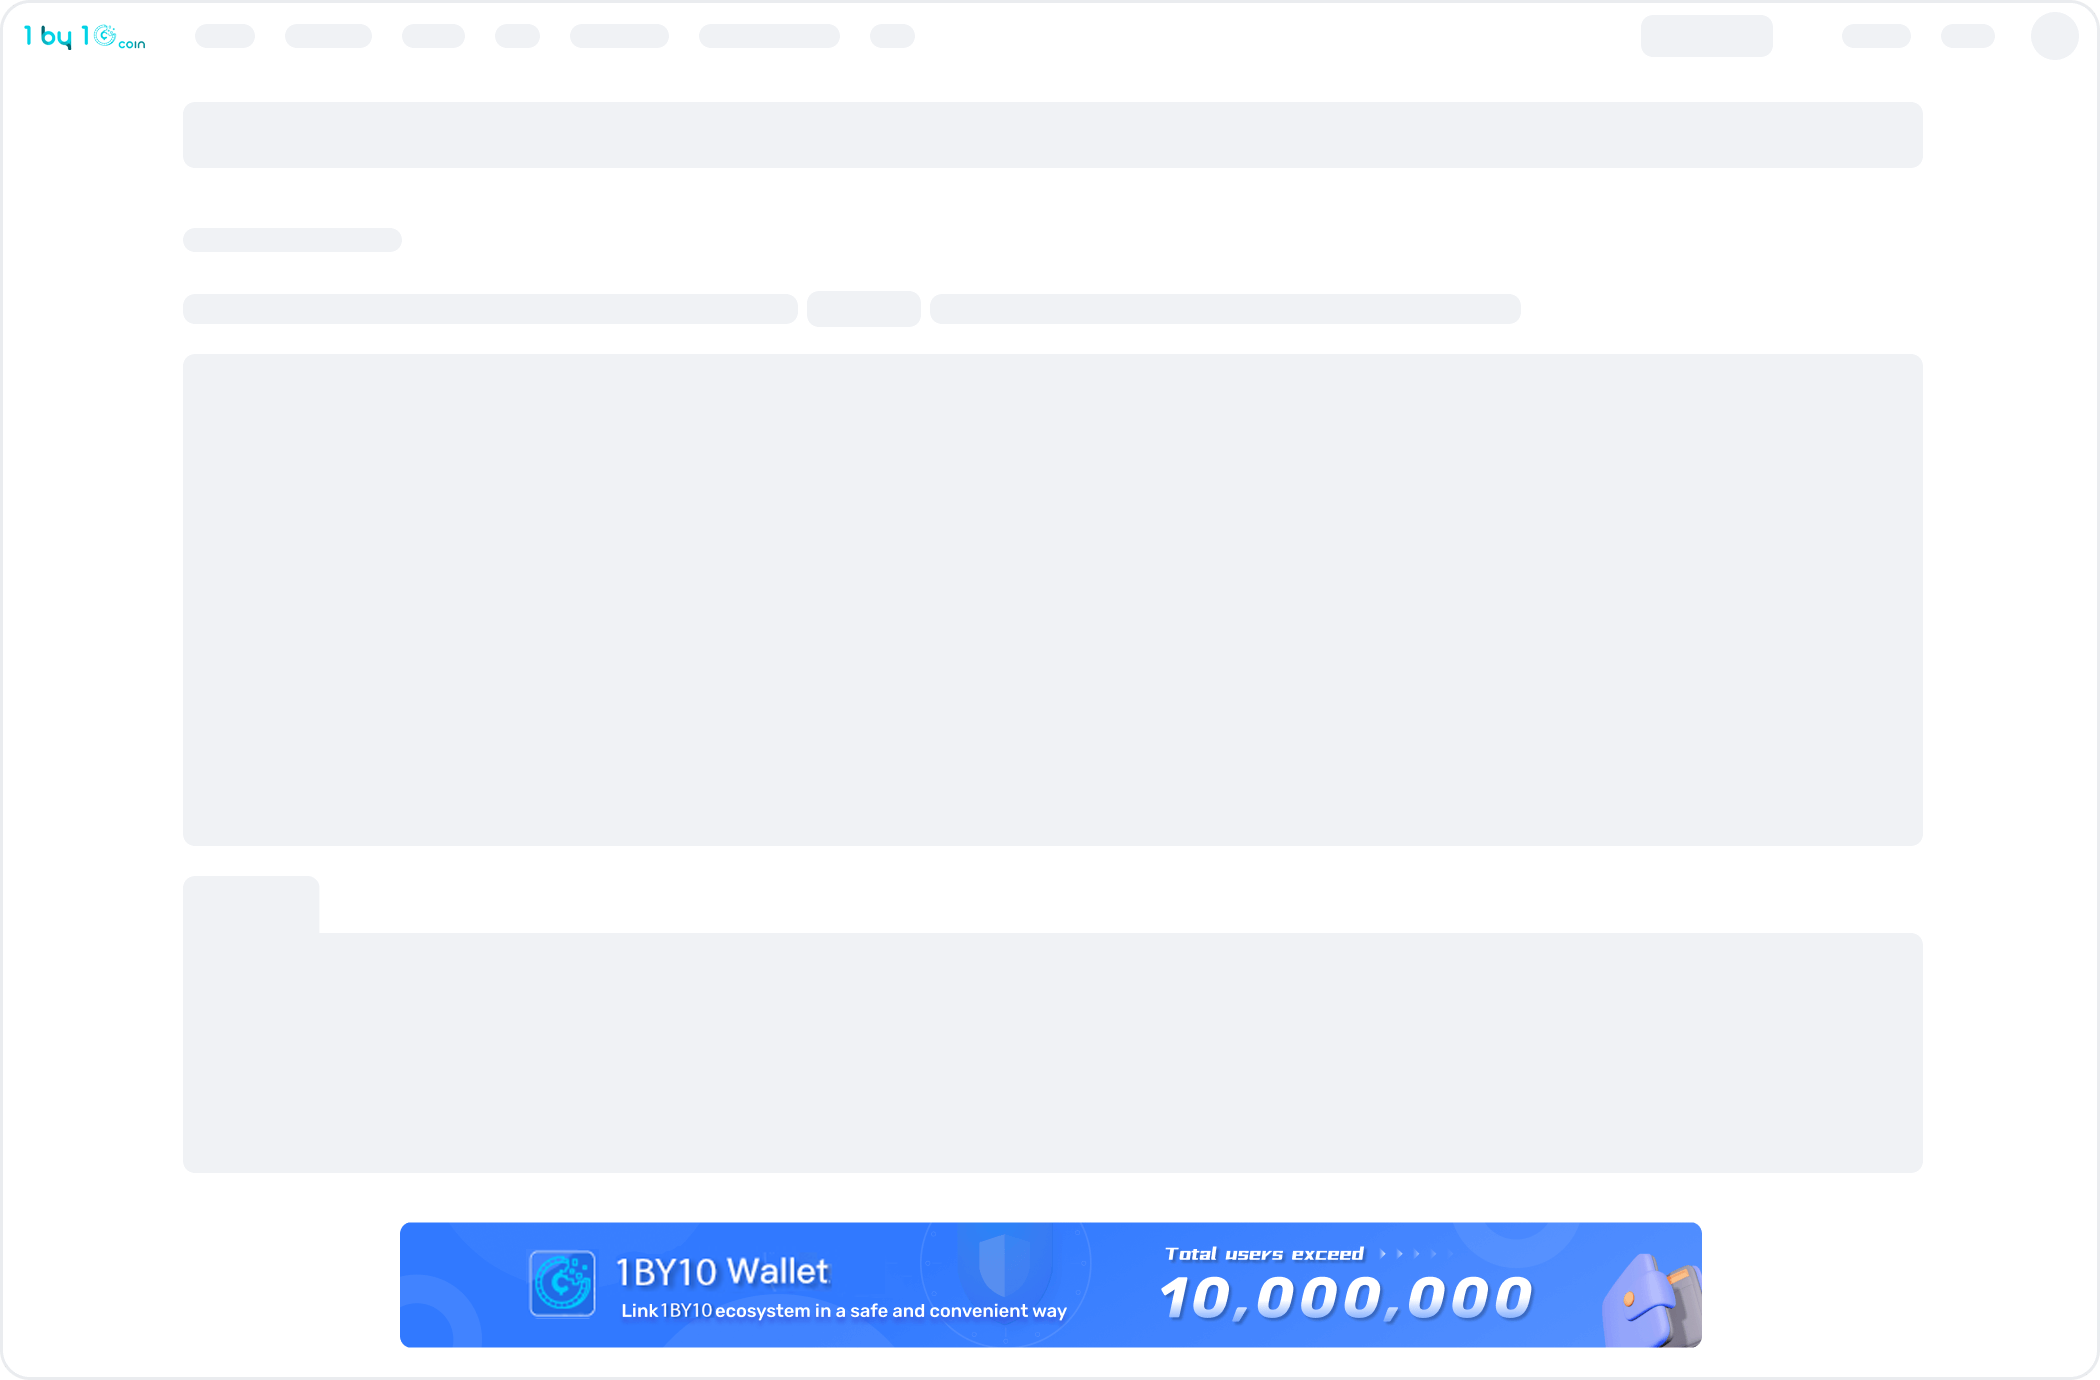 1 by 10 coin
1BY10 Wallet
Link 1BY10 ecosystem in a safe and convenient way
Total users exceed
10,000,000